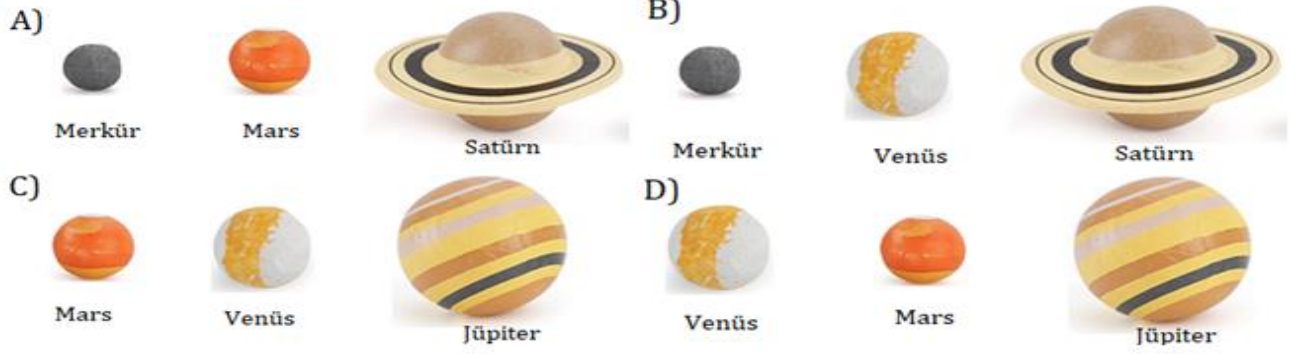 A)
Merkür Mars Satürn
B)
Merkür Venüs Satürn
C)
Mars Venüs Jüpiter
D)
Venüs Mars Jüpiter